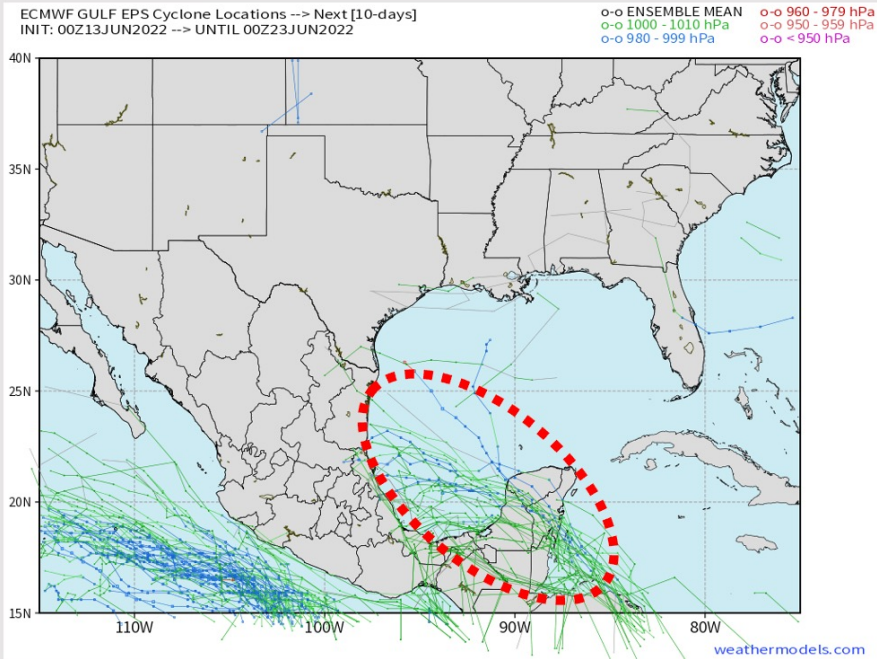 ECMWF GULF EPS Cyclone Locations --> Next [10-days]
INIT: 00Z13JUN2022 --> UNTIL 00Z23JUN2022
o-o ENSEMBLE MEAN
o-o 960 - 979 hPa
o-o 1000 - 1010 hPa
o-o 950 - 959 hPa
o-o 980 - 999 hPa
o-o < 950 hPa
40N
35N
30N
25N
20N
15N
110W
100W
90W
80W
weathermodels.com